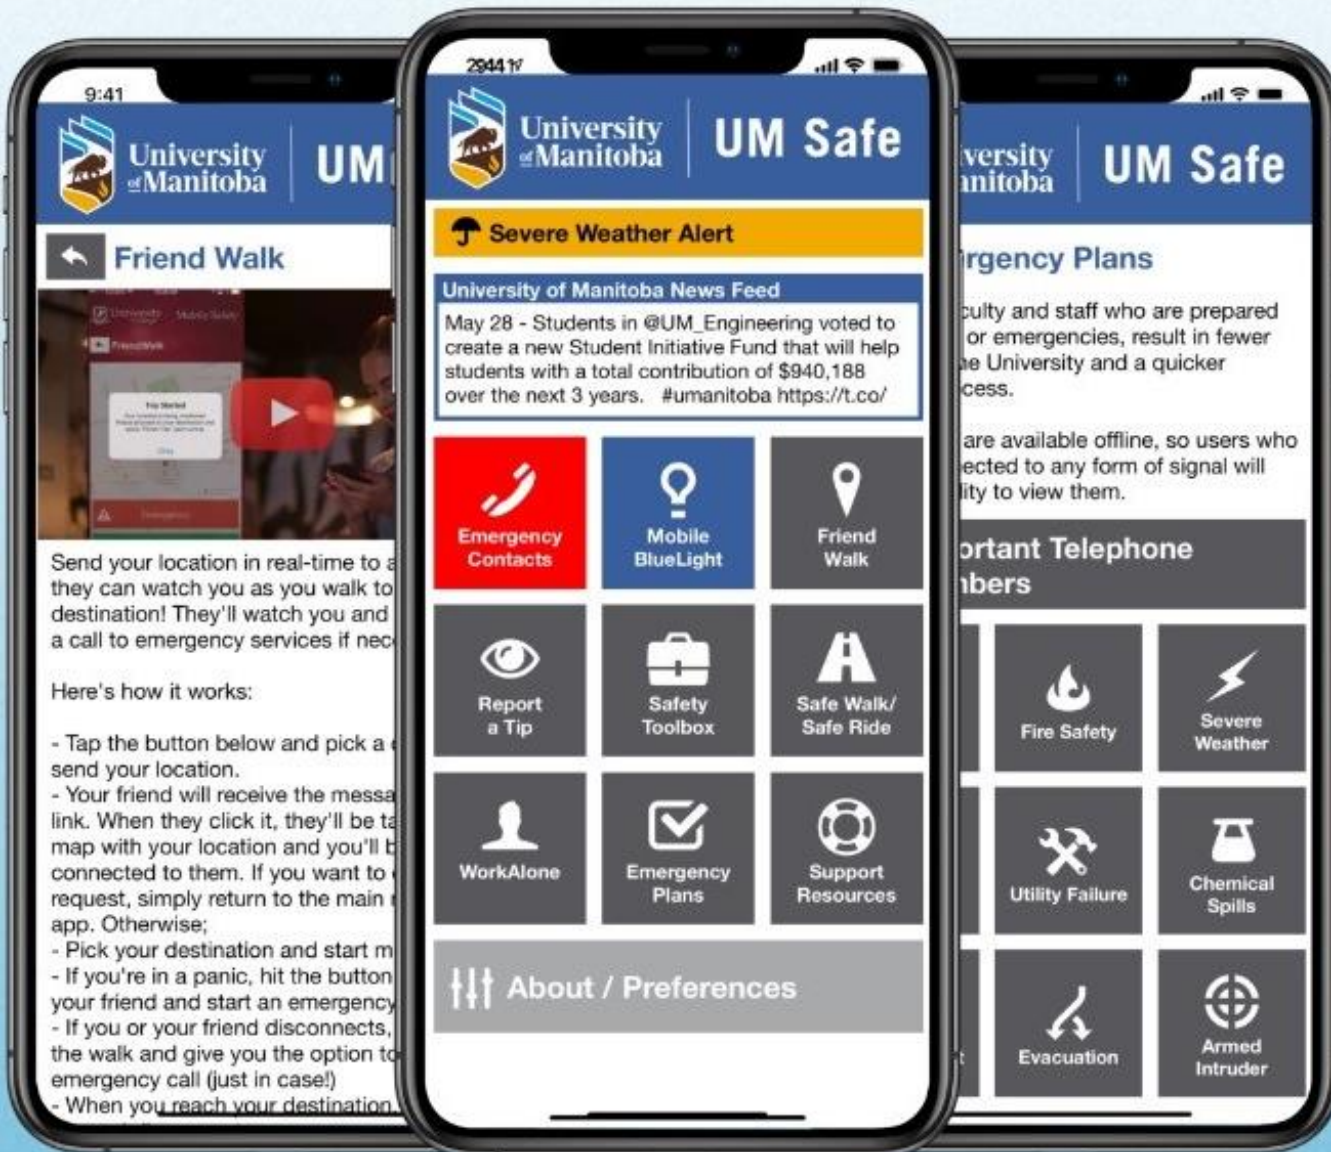 9:41
University
of Manitoba
UM
Friend Walk
University
Mobile Safety
FriendWalk
Trip Started
Okay
Emergency
Send your location in real-time to a
they can watch you as you walk to
destination! They'll watch you and
a call to emergency services if nec
Here's how it works:
- Tap the button below and pick a
send your location.
- Your friend will receive the messa
link. When they click it, they'll be ta
map with your location and you'll b
connected to them. If you want to
request, simply return to the main
app. Otherwise;
- Pick your destination and start m
- If you're in a panic, hit the button
your friend and start an emergency
- If you or your friend disconnects,
the walk and give you the option to
emergency call (just in case!)
- When you reach your destination
University
of Manitoba
UM Safe
Severe Weather Alert
University of Manitoba News Feed
May 28 - Students in @UM_Engineering voted to
create a new Student Initiative Fund that will help
students with a total contribution of $940,188
over the next 3 years. #umanitoba https://t.co/
Emergency
Contacts
Mobile
BlueLight
Friend
Walk
Report
a Tip
Safety
Toolbox
Safe Walk/
Safe Ride
WorkAlone
Emergency
Plans
Support
Resources
About / Preferences
versity
anitoba
UM Safe
rgency Plans
culty and staff who are prepared
or emergencies, result in fewer
he University and a quicker
cess.
are available offline, so users who
ected to any form of signal will
lity to view them.
ortant Telephone
nbers
Fire Safety
Severe
Weather
Utility Failure
Chemical
Spills
t
Evacuation
Armed
Intruder